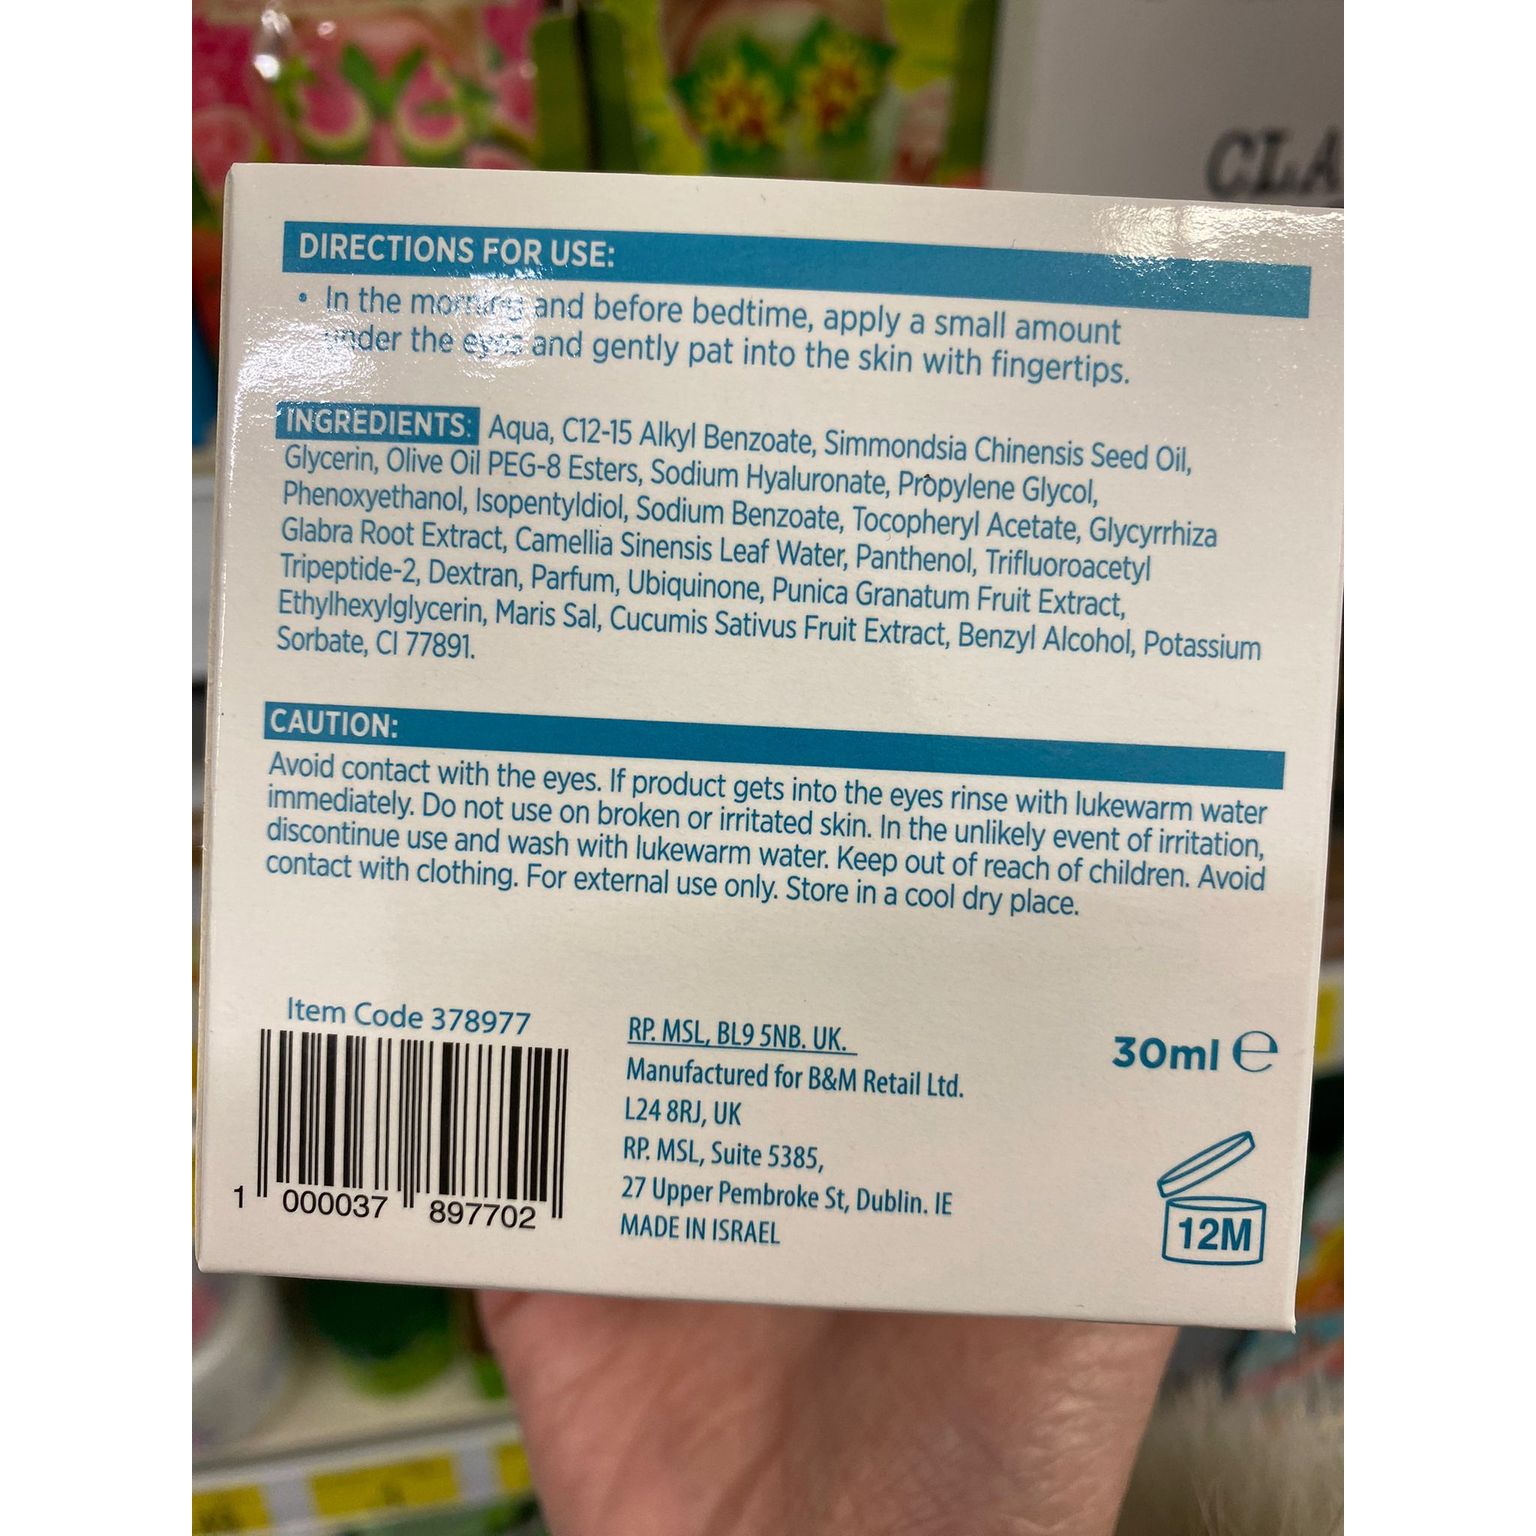 CLA
DIRECTIONS FOR USE:
• In the morning and before bedtime, apply a small amount
under the eyes and gently pat into the skin with fingertips.
INGREDIENTS: Aqua, C12-15 Alkyl Benzoate, Simmondsia Chinensis Seed Oil,
Glycerin, Olive Oil PEG-8 Esters, Sodium Hyaluronate, Propylene Glycol,
Phenoxyethanol, Isopentyldiol, Sodium Benzoate, Tocopheryl Acetate, Glycyrrhiza
Glabra Root Extract, Camellia Sinensis Leaf Water, Panthenol, Trifluoroacetyl
Tripeptide-2, Dextran, Parfum, Ubiquinone, Punica Granatum Fruit Extract,
Ethylhexylglycerin, Maris Sal, Cucumis Sativus Fruit Extract, Benzyl Alcohol, Potassium
Sorbate, CI 77891.
CAUTION:
Avoid contact with the eyes. If product gets into the eyes rinse with lukewarm water
immediately. Do not use on broken or irritated skin. In the unlikely event of irritation,
discontinue use and wash with lukewarm water. Keep out of reach of children. Avoid
contact with clothing. For external use only. Store in a cool dry place.
Item Code 378977
1 000037 897702
RP. MSL, BL9 5NB. UK.
Manufactured for B&M Retail Ltd.
L24 8RJ, UK
RP. MSL, Suite 5385,
27 Upper Pembroke St, Dublin. IE
MADE IN ISRAEL
30ml ℮
12M